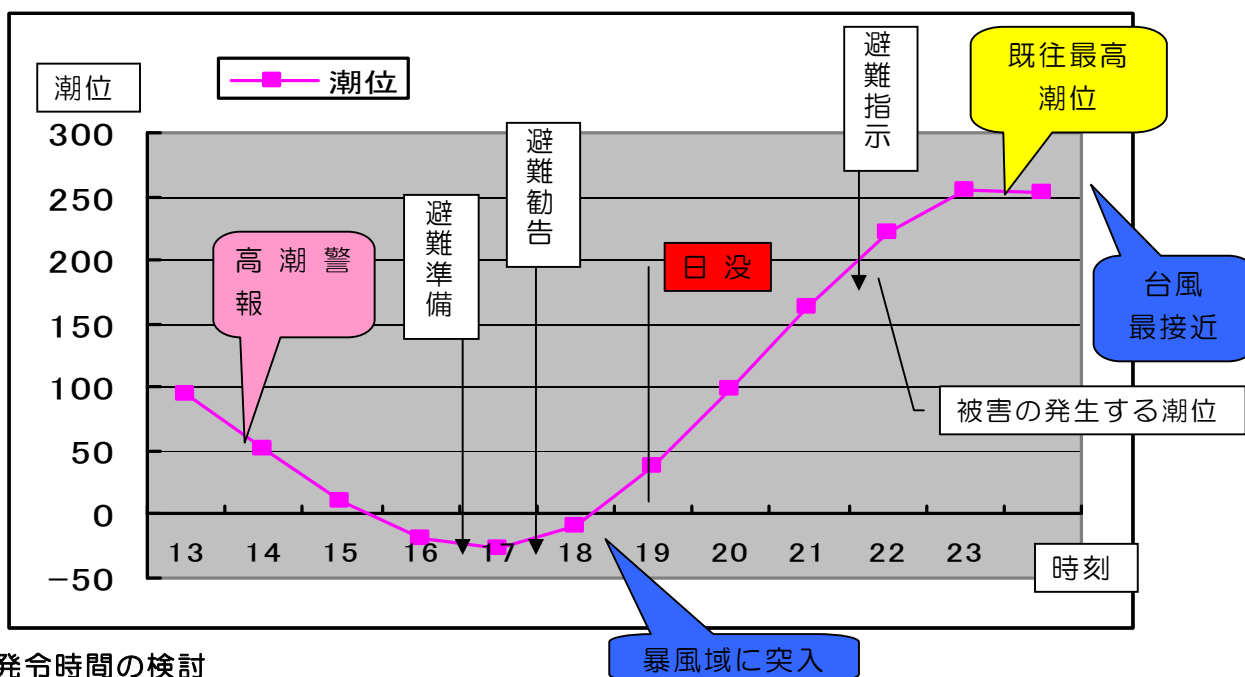 潮位
潮位
既往最高
潮位
避難指示
避難勧告
避難準備
高潮警
報
日没
台風
最接近
被害の発生する潮位
300
250
200
150
100
50
0
-50
13 14 15 16 17 18 19 20 21 22 23
時刻
暴風域に突入
発令時間の検討